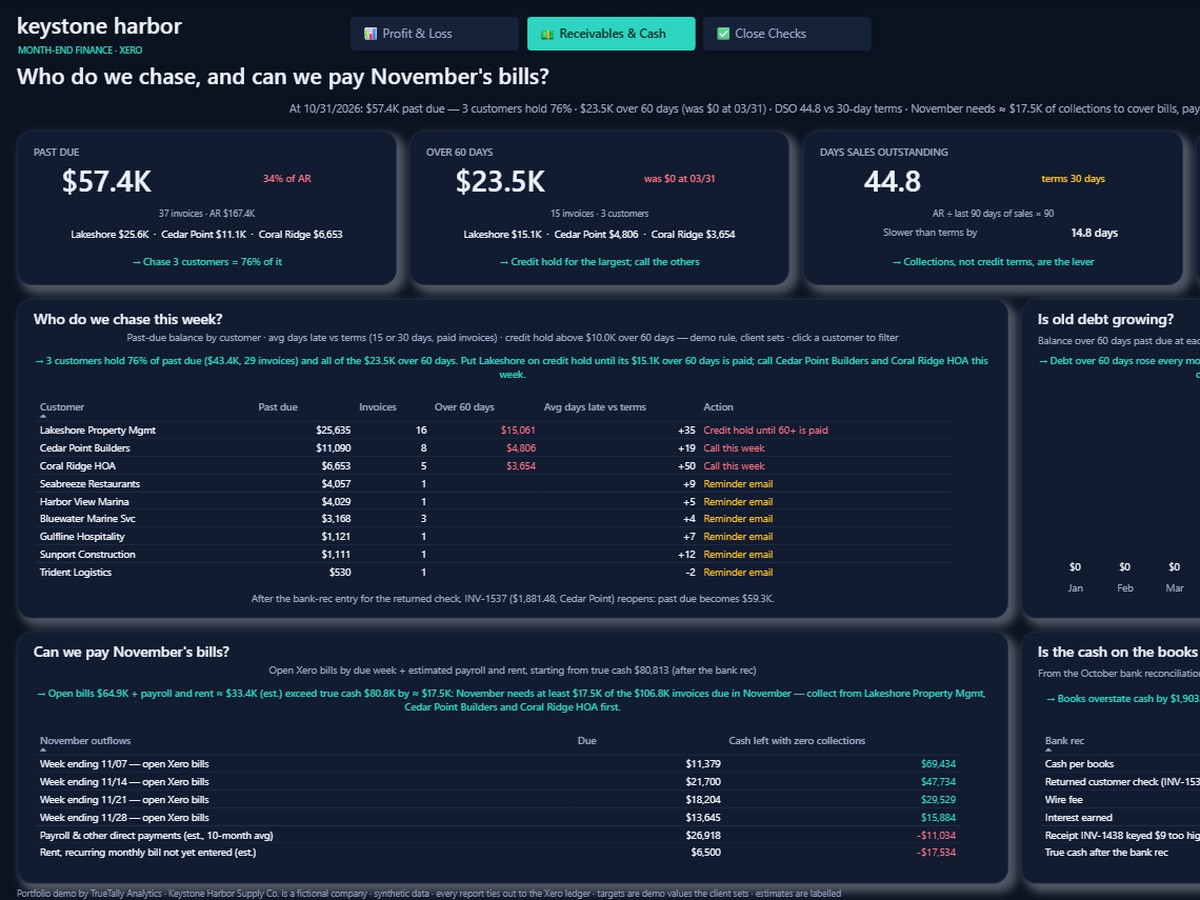 keystone harbor
MONTH-END FINANCE · XERO
📊 Profit & Loss
💵 Receivables & Cash
✅ Close Checks
Who do we chase, and can we pay November's bills?
At 10/31/2026: $57.4K past due — 3 customers hold 76% · $23.5K over 60 days (was $0 at 03/31) · DSO 44.8 vs 30-day terms · November needs ≈ $17.5K of collections to cover bills, pay
PAST DUE
$57.4K 34% of AR
37 invoices · AR $167.4K
Lakeshore $25.6K · Cedar Point $11.1K · Coral Ridge $6,653
→ Chase 3 customers = 76% of it
OVER 60 DAYS
$23.5K was $0 at 03/31
15 invoices · 3 customers
Lakeshore $15.1K · Cedar Point $4,806 · Coral Ridge $3,654
→ Credit hold for the largest; call the others
DAYS SALES OUTSTANDING
44.8 terms 30 days
AR ÷ last 90 days of sales × 90
Slower than terms by 14.8 days
→ Collections, not credit terms, are the lever
Who do we chase this week?
Past-due balance by customer · avg days late vs terms (15 or 30 days, paid invoices) · credit hold above $10.0K over 60 days — demo rule, client sets · click a customer to filter
→ 3 customers hold 76% of past due ($43.4K, 29 invoices) and all of the $23.5K over 60 days. Put Lakeshore on credit hold until its $15.1K over 60 days is paid; call Cedar Point Builders and Coral Ridge HOA this
week.
Customer Past due Invoices Over 60 days Avg days late vs terms Action
Lakeshore Property Mgmt $25,635 16 $15,061 +35 Credit hold until 60+ is paid
Cedar Point Builders $11,090 8 $4,806 +19 Call this week
Coral Ridge HOA $6,653 5 $3,654 +50 Call this week
Seabreeze Restaurants $4,057 1 +9 Reminder email
Harbor View Marina $4,029 1 +5 Reminder email
Bluewater Marine Svc $3,168 3 +4 Reminder email
Gulfline Hospitality $1,121 1 +7 Reminder email
Sunport Construction $1,111 1 +12 Reminder email
Trident Logistics $530 1 -2 Reminder email
After the bank-rec entry for the returned check, INV-1537 ($1,881.48, Cedar Point) reopens: past due becomes $59.3K.
Is old debt growing?
Balance over 60 days past due at eac
→ Debt over 60 days rose every mo
$0 $0 $0
Jan Feb Mar
Can we pay November's bills?
Open Xero bills by due week + estimated payroll and rent, starting from true cash $80,813 (after the bank rec)
→ Open bills $64.9K + payroll and rent ≈ $33.4K (est.) exceed true cash $80.8K by ≈ $17.5K: November needs at least $17.5K of the $106.8K invoices due in November — collect from Lakeshore Property Mgmt,
Cedar Point Builders and Coral Ridge HOA first.
November outflows Due Cash left with zero collections
Week ending 11/07 — open Xero bills $11,379 $69,434
Week ending 11/14 — open Xero bills $21,700 $47,734
Week ending 11/21 — open Xero bills $18,204 $29,529
Week ending 11/28 — open Xero bills $13,645 $15,884
Payroll & other direct payments (est., 10-month avg) $26,918 -$11,034
Rent, recurring monthly bill not yet entered (est.) $6,500 -$17,534
Is the cash on the books
From the October bank reconciliatio
→ Books overstate cash by $1,903.
Bank rec
Cash per books
Returned customer check (INV-153
Wire fee
Interest earned
Receipt INV-1438 keyed $9 too hig
True cash after the bank rec
Portfolio demo by TrueTally Analytics · Keystone Harbor Supply Co. is a fictional company · synthetic data · every report ties out to the Xero ledger · targets are demo values the client sets · estimates are labelled